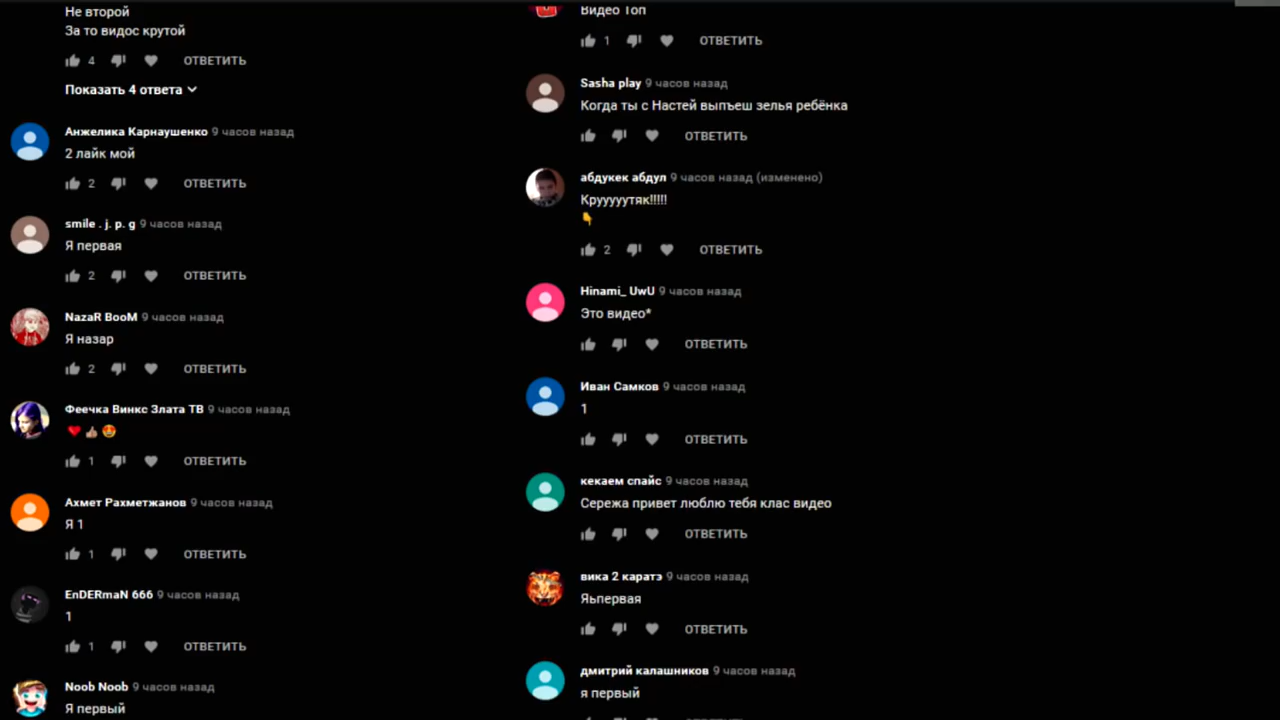 Не второй
За то видос крутой
4 ОТВЕТИТЬ
Показать 4 ответа
Анжелика Карнаушенко 9 часов назад
2 лайк мой
2 ОТВЕТИТЬ
smile . j. p. g 9 часов назад
Я первая
2 ОТВЕТИТЬ
NazaR BooM 9 часов назад
Я назар
2 ОТВЕТИТЬ
Феечка Винкс Злата ТВ 9 часов назад
❤️👍🏽😍
1 ОТВЕТИТЬ
Ахмет Рахметжанов 9 часов назад
Я 1
1 ОТВЕТИТЬ
EnDERmaN 666 9 часов назад
1
1 ОТВЕТИТЬ
Noob Noob 9 часов назад
Я первый
Видео Топ
1 ОТВЕТИТЬ
Sasha play 9 часов назад
Когда ты с Настей выпъеш зелья ребёнка
ОТВЕТИТЬ
абдукек абдул 9 часов назад (изменено)
Круууутяк!!!!!
👇
2 ОТВЕТИТЬ
Hinami_ UwU 9 часов назад
Это видео*
ОТВЕТИТЬ
Иван Самков 9 часов назад
1
ОТВЕТИТЬ
кекаем спайс 9 часов назад
Сережа привет люблю тебя клас видео
ОТВЕТИТЬ
вика 2 каратэ 9 часов назад
Яьпервая
ОТВЕТИТЬ
дмитрий калашников 9 часов назад
я первый